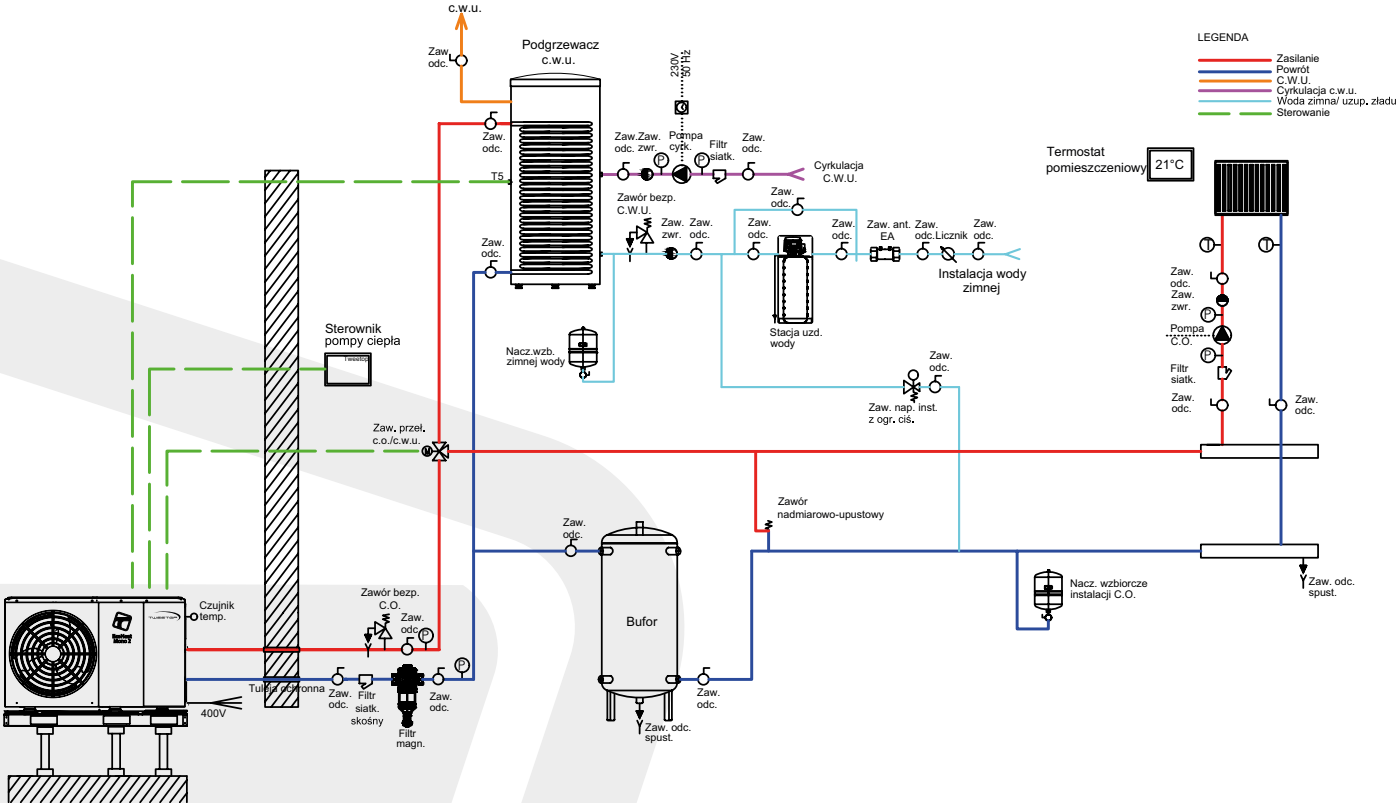 c.w.u.
Zaw.
odc.
Podgrzewacz
c.w.u.
230V
50 Hz
LEGENDA
Zasilanie
Powrót
C.W.U.
Cyrkulacja c.w.u.
Woda zimna/ uzup. zładu
Sterowanie
Zaw.
odc.
Zaw.
odc.
Zaw.
zwr.
Pompa
cyrk.
P
P
Filtr
siatk.
Zaw.
odc.
Cyrkulacja
C.W.U.
Termostat
pomieszczeniowy
21°C
T5
Zawór bezp.
C.W.U.
Zaw.
zwr.
Zaw.
odc.
Zaw.
odc.
Zaw.
odc.
Zaw.
odc.
Zaw. ant.
EA
Zaw.
odc.
Licznik
Zaw.
odc.
Instalacja wody
zimnej
Zaw.
odc.
T
T
Zaw.
odc.
Zaw.
zwr.
P
Pompa
C.O.
P
Filtr
siatk.
Zaw.
odc.
Zaw.
odc.
Sterownik
pompy ciepła
Tweetop
Nacz.wzb.
zimnej wody
Stacja uzd.
wody
Zaw.
odc.
Zaw. nap. inst.
z ogr. ciś.
Zaw. przeł.
c.o./c.w.u.
M
Zawór
nadmiarowo-upustowy
Zaw.
odc.
Bufor
Nacz. wzbiorcze
instalacji C.O.
Zaw. odc.
spust.
Czujnik
temp.
TWEETOP
Mono 2
Zawór bezp.
C.O.
Zaw.
odc.
P
P
Tuleja ochronna
400V
Zaw.
odc.
Filtr
siatk.
skośny
Filtr
magn.
Zaw.
odc.
Zaw.
odc.
Zaw. odc.
spust.